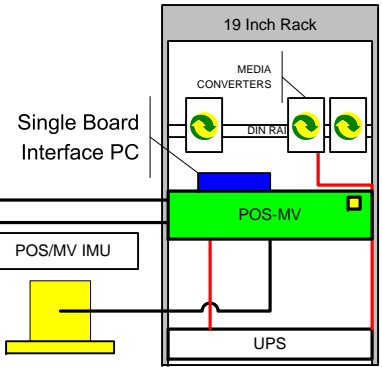 19 Inch Rack
MEDIA
CONVERTERS
DIN RAI
Single Board
Interface PC
POS-MV
POS/MV IMU
UPS